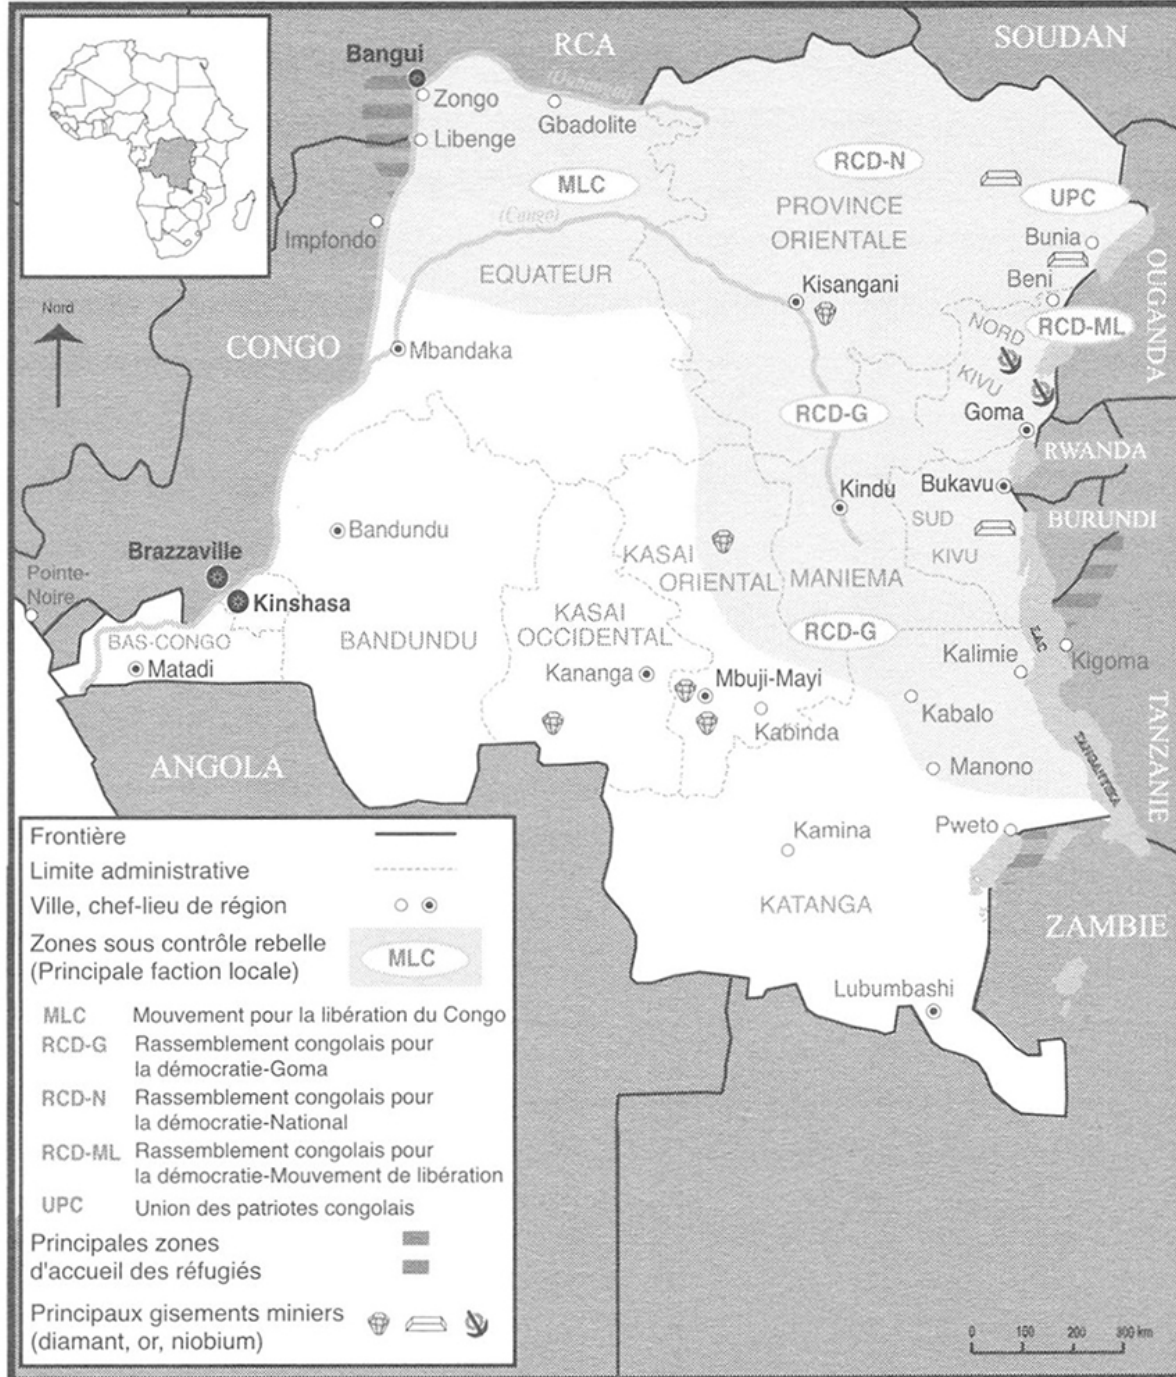 RCA
SOUDAN
Bangui
(Oubangui)
Zongo
Gbadolite
Libenge
RCD-N
MLC
UPC
PROVINCE
ORIENTALE
(Congo)
Impfondo
Bunia
EQUATEUR
Beni
Kisangani
OUGANDA
Nord
NORD
RCD-ML
CONGO
Mbandaka
KIVU
RCD-G
Goma
RWANDA
Kindu
Bukavu
SUD
BURUNDI
Bandundu
KIVU
Brazzaville
KASAI
ORIENTAL
MANIEMA
Pointe-
Noire
Kinshasa
KASAI
OCCIDENTAL
BANDUNDU
RCD-G
BAS-CONGO
LAC
Matadi
Kananga
Mbuji-Mayi
Kalimie
Kigoma
Kabinda
Kabalo
TANZANIE
TANGANYIKA
ANGOLA
Manono
Kamina
Pweto
KATANGA
ZAMBIE
Lubumbashi
Frontière
Limite administrative
Ville, chef-lieu de région
Zones sous contrôle rebelle
(Principale faction locale)
MLC
MLC Mouvement pour la libération du Congo
RCD-G Rassemblement congolais pour
la démocratie-Goma
RCD-N Rassemblement congolais pour
la démocratie-National
RCD-ML Rassemblement congolais pour
la démocratie-Mouvement de libération
UPC Union des patriotes congolais
Principales zones
d'accueil des réfugiés
Principaux gisements miniers
(diamant, or, niobium)
0 100 200 300 km